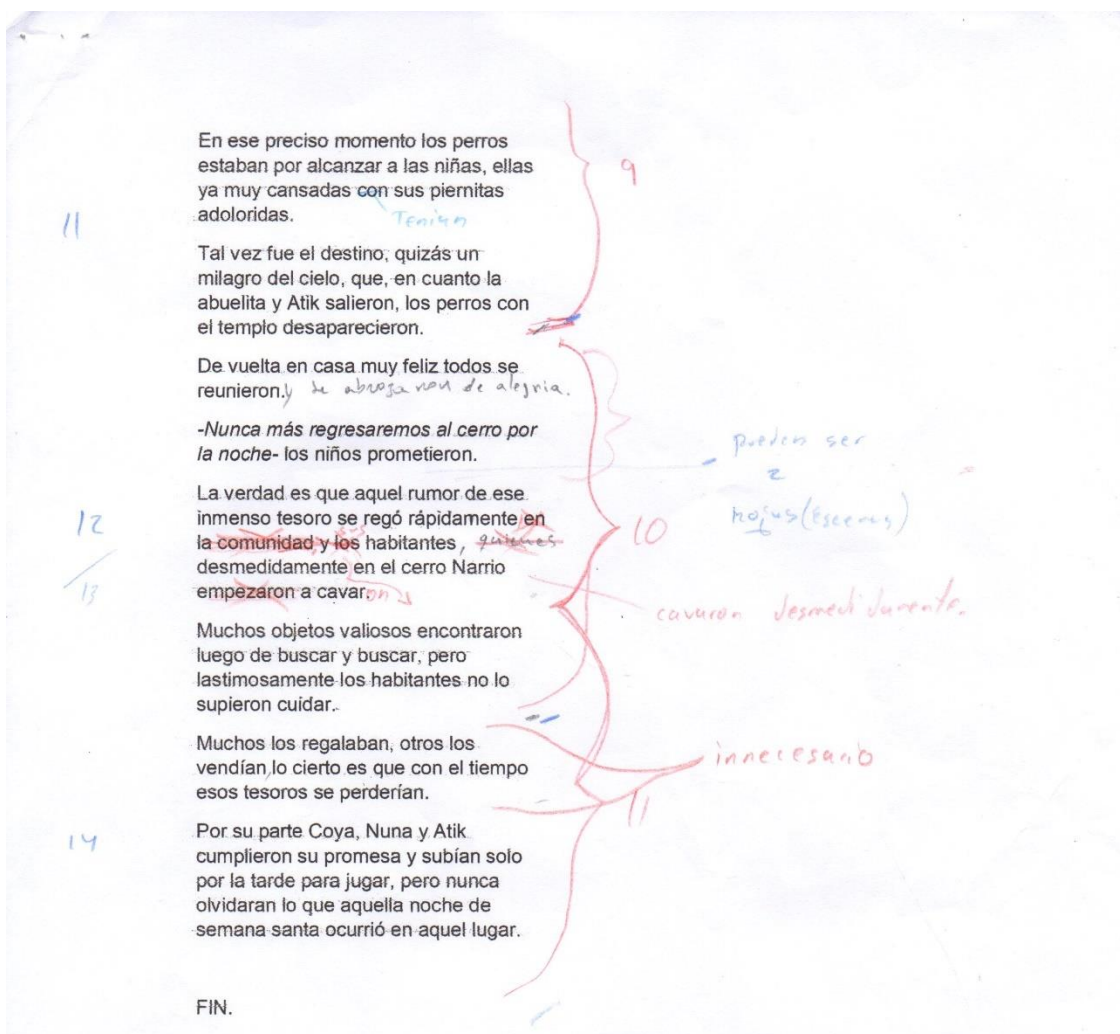 En ese preciso momento los perros
estaban por alcanzar a las niñas, ellas
9
ya muy cansadas con sus piernitas
adoloridas.
Tenian
11
Tal vez fue el destino, quizás un
milagro del cielo, que, en cuanto la
abuelita y Atik salieron, los perros con
el templo desaparecieron.
De vuelta en casa muy feliz todos se
reunieron. y se abrazaron de alegria.
-Nunca más regresaremos al cerro por
la noche- los niños prometieron.
pueden ser
2
hojas (Escenas)
La verdad es que aquel rumor de ese
inmenso tesoro se regó rápidamente en
12
la comunidad y los habitantes, quienes
10
desmedidamente en el cerro Narrio
13
empezaron a cavar. on
cavaron desmedidamente.
Muchos objetos valiosos encontraron
luego de buscar y buscar, pero
lastimosamente los habitantes no lo
supieron cuidar.
Muchos los regalaban, otros los
vendían, lo cierto es que con el tiempo
innecesario
esos tesoros se perderían.
11
Por su parte Coya, Nuna y Atik
14
cumplieron su promesa y subían solo
por la tarde para jugar, pero nunca
olvidaran lo que aquella noche de
semana santa ocurrió en aquel lugar.
FIN.